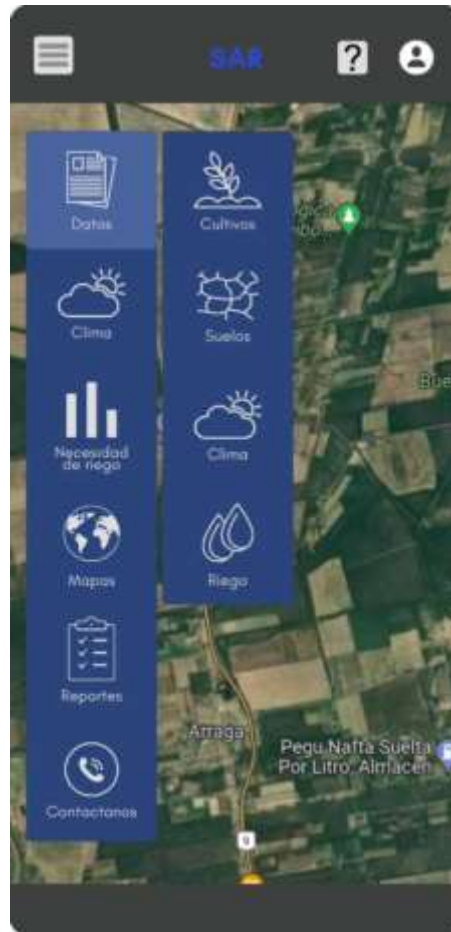 SAR
?
Datos
Clima
Necesidad
de riego
Mapas
Reportes
Contactanos
Cultivos
Suelos
Clima
Riego
Arraga
Pegu Nafta Suelta
Por Litro, Almacen
9